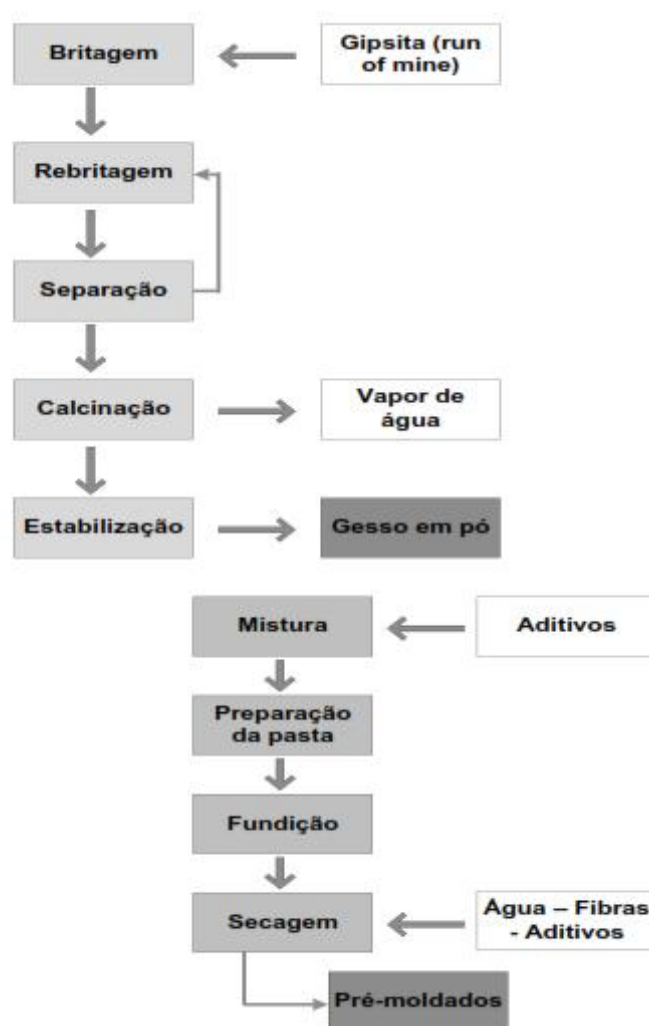 Britagem
Gipsita (run
of mine)
Rebritagem
Separação
Calcinação
Vapor de
água
Estabilização
Gesso em pó
Mistura
Aditivos
Preparação
da pasta
Fundição
Secagem
Água – Fibras
- Aditivos
Pré-moldados